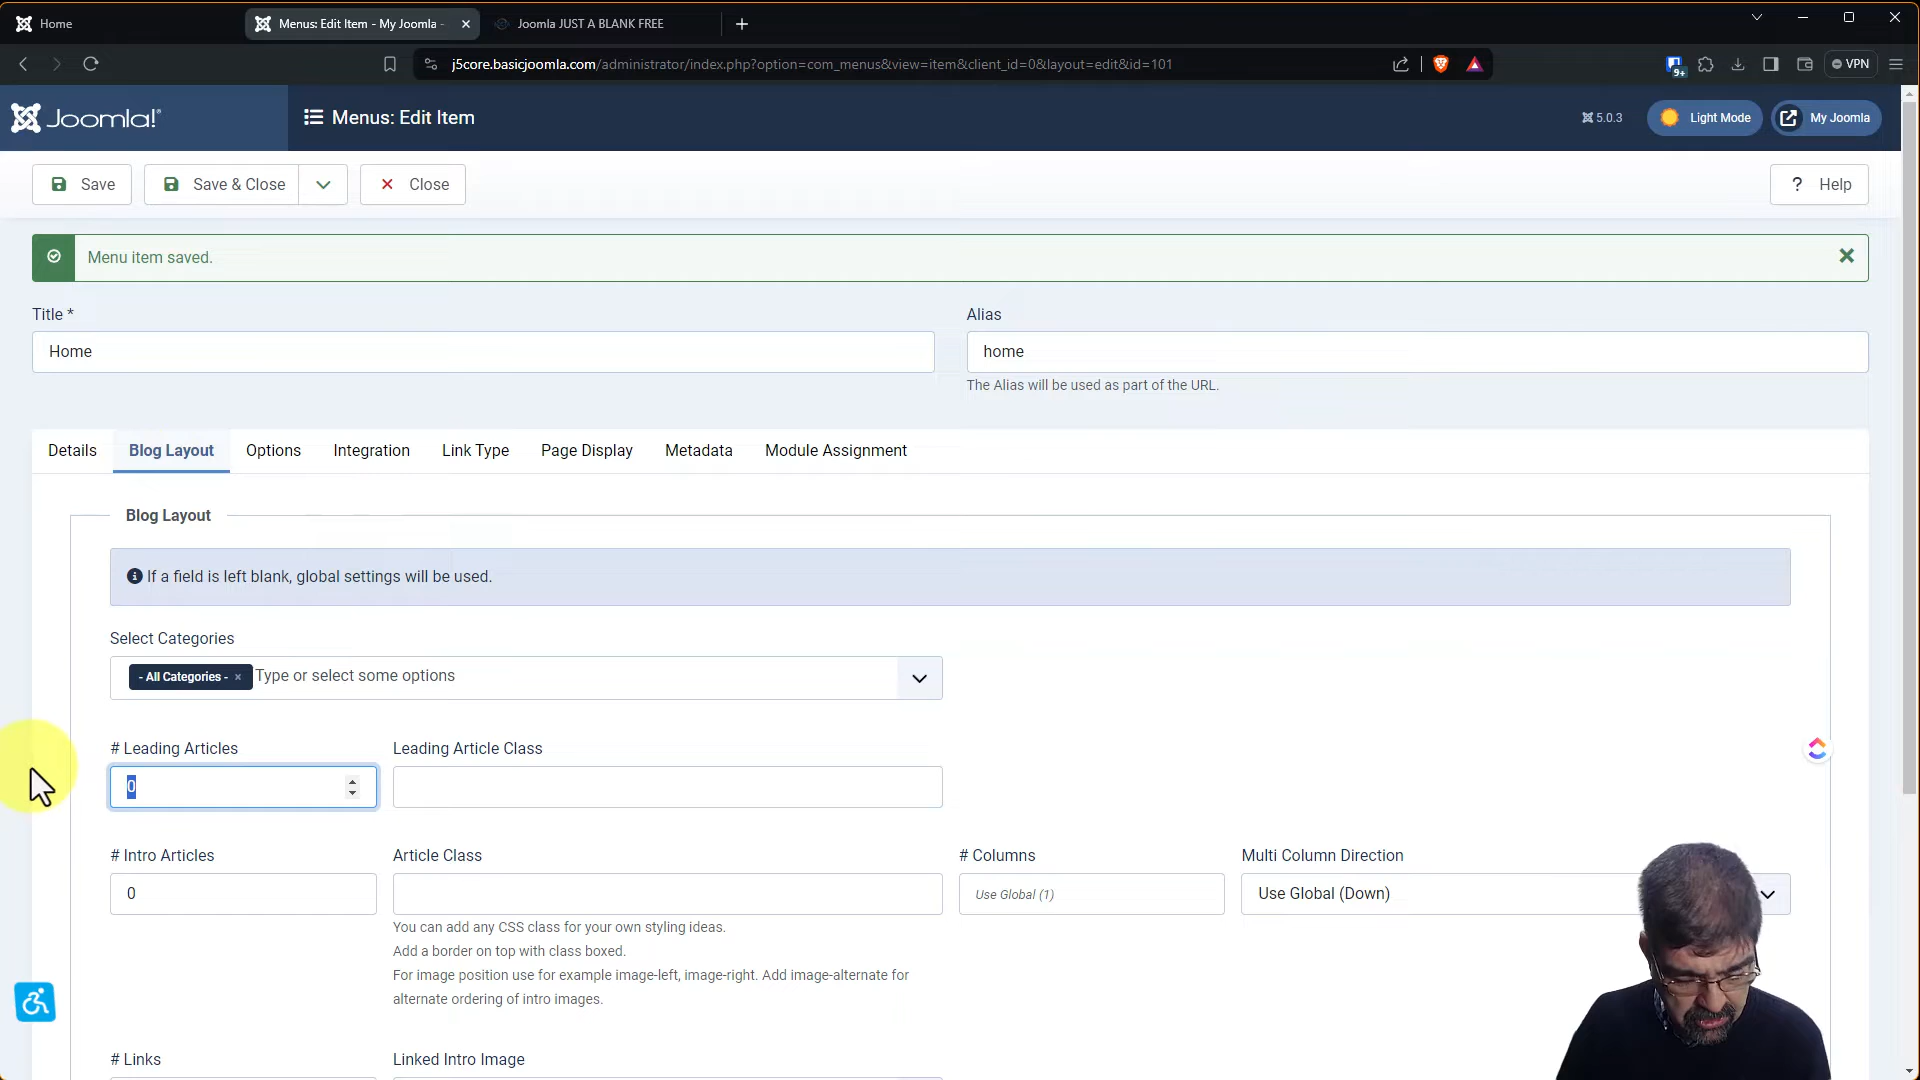 Home
Menus: Edit Item - My Joomla -
Joomla JUST A BLANK FREE
j5core.basicjoomla.com/administrator/index.php?option=com_menus&view=item&client_id=0&layout=edit&id=101
9+
VPN
Joomla!®
Menus: Edit Item
5.0.3
Light Mode
My Joomla
Save
Save & Close
Close
? Help
Menu item saved.
Title *
Alias
Home
home
The Alias will be used as part of the URL.
Details
Blog Layout
Options
Integration
Link Type
Page Display
Metadata
Module Assignment
Blog Layout
If a field is left blank, global settings will be used.
Select Categories
- All Categories - × Type or select some options
# Leading Articles
Leading Article Class
0
# Intro Articles
Article Class
# Columns
Multi Column Direction
0
Use Global (1)
Use Global (Down)
You can add any CSS class for your own styling ideas.
Add a border on top with class boxed.
For image position use for example image-left, image-right. Add image-alternate for
alternate ordering of intro images.
# Links
Linked Intro Image